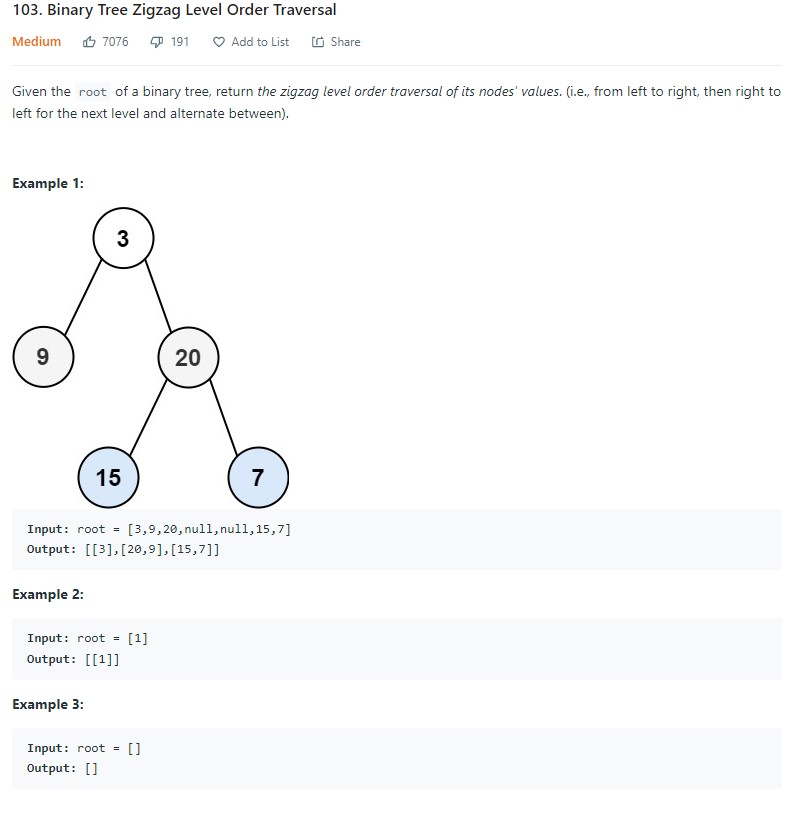 103. Binary Tree Zigzag Level Order Traversal
Medium 7076 191 Add to List Share
Given the root of a binary tree, return the zigzag level order traversal of its nodes' values. (i.e., from left to right, then right to
left for the next level and alternate between).
Example 1:
3
9 20
15 7
Input: root = [3,9,20,null,null,15,7]
Output: [[3],[20,9],[15,7]]
Example 2:
Input: root = [1]
Output: [[1]]
Example 3:
Input: root = []
Output: []